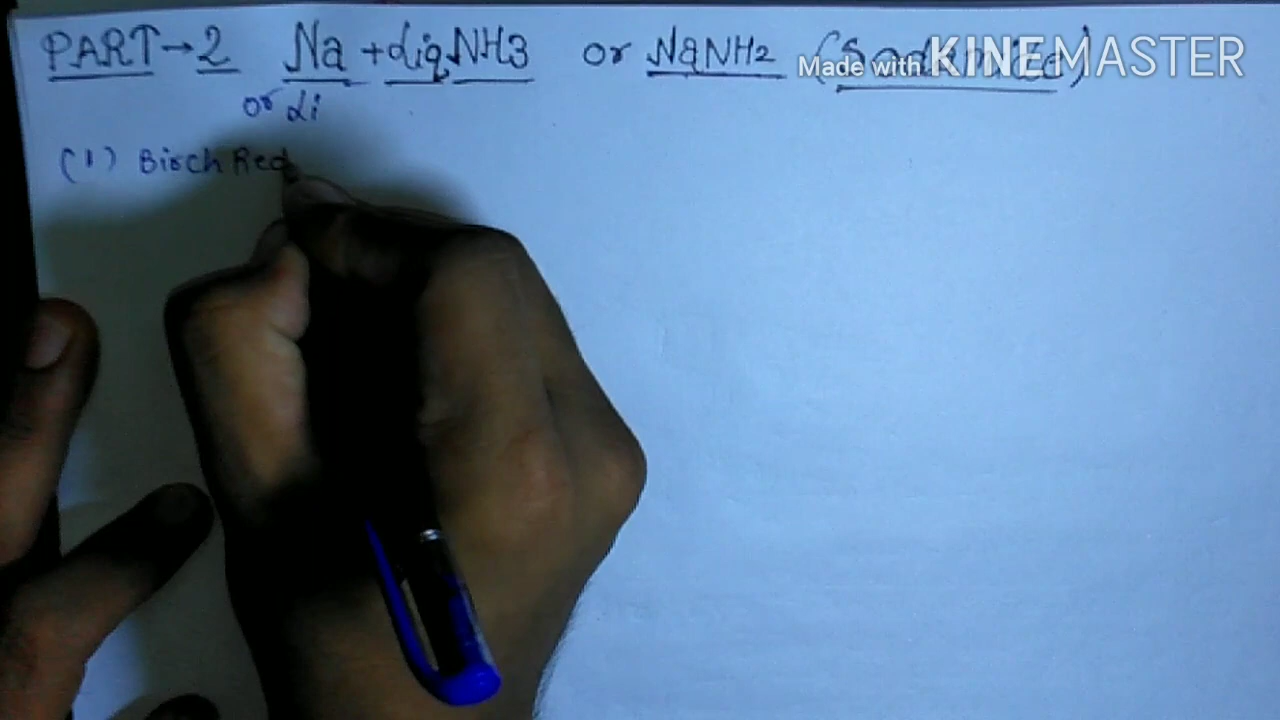 PART→2 Na + liq NH3 or NaNH2 (
Made with KINEMASTER
or Li
(1) Birch Red